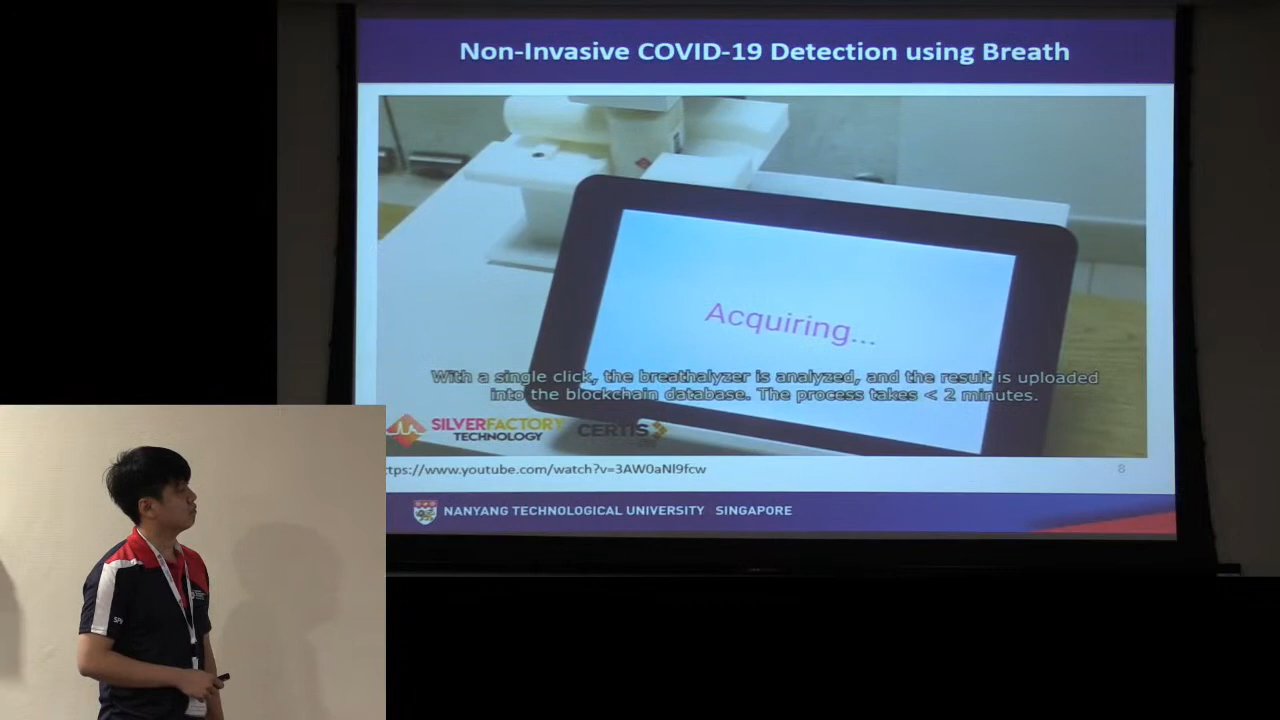 Non-Invasive COVID-19 Detection using Breath
Acquiring...
With a single click, the breathalyzer is analyzed, and the result is uploaded
into the blockchain database. The process takes < 2 minutes.
SILVERFACTORY
TECHNOLOGY
CERTIS
ttps://www.youtube.com/watch?v=3AW0aNl9fcw
8
NANYANG TECHNOLOGICAL UNIVERSITY SINGAPORE